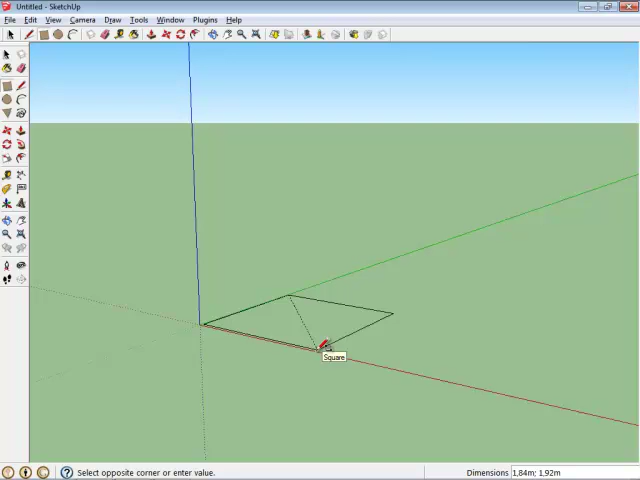 Untitled - SketchUp
File Edit View Camera Draw Tools Window Plugins Help
Square
Select opposite corner or enter value.
Dimensions 1,84m; 1,92m